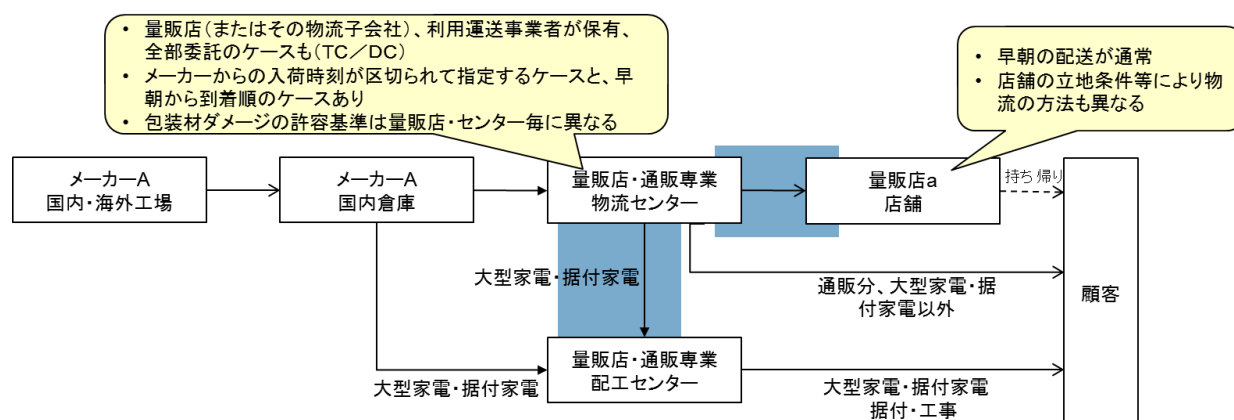 • 量販店(またはその物流子会社)、利用運送事業者が保有、
全部委託のケースも(TC/DC)
• メーカーからの入荷時刻が区切られて指定するケースと、早
朝から到着順のケースあり
• 包装材ダメージの許容基準は量販店・センター毎に異なる
• 早朝の配送が通常
• 店舗の立地条件等により物
流の方法も異なる
メーカーA
国内・海外工場
メーカーA
国内倉庫
量販店・通販専業
物流センター
量販店a
店舗
持ち帰り
顧客
大型家電・据付家電
通販分、大型家電・据
付家電以外
大型家電・据付家電
量販店・通販専業
配工センター
大型家電・据付家電
据付・工事